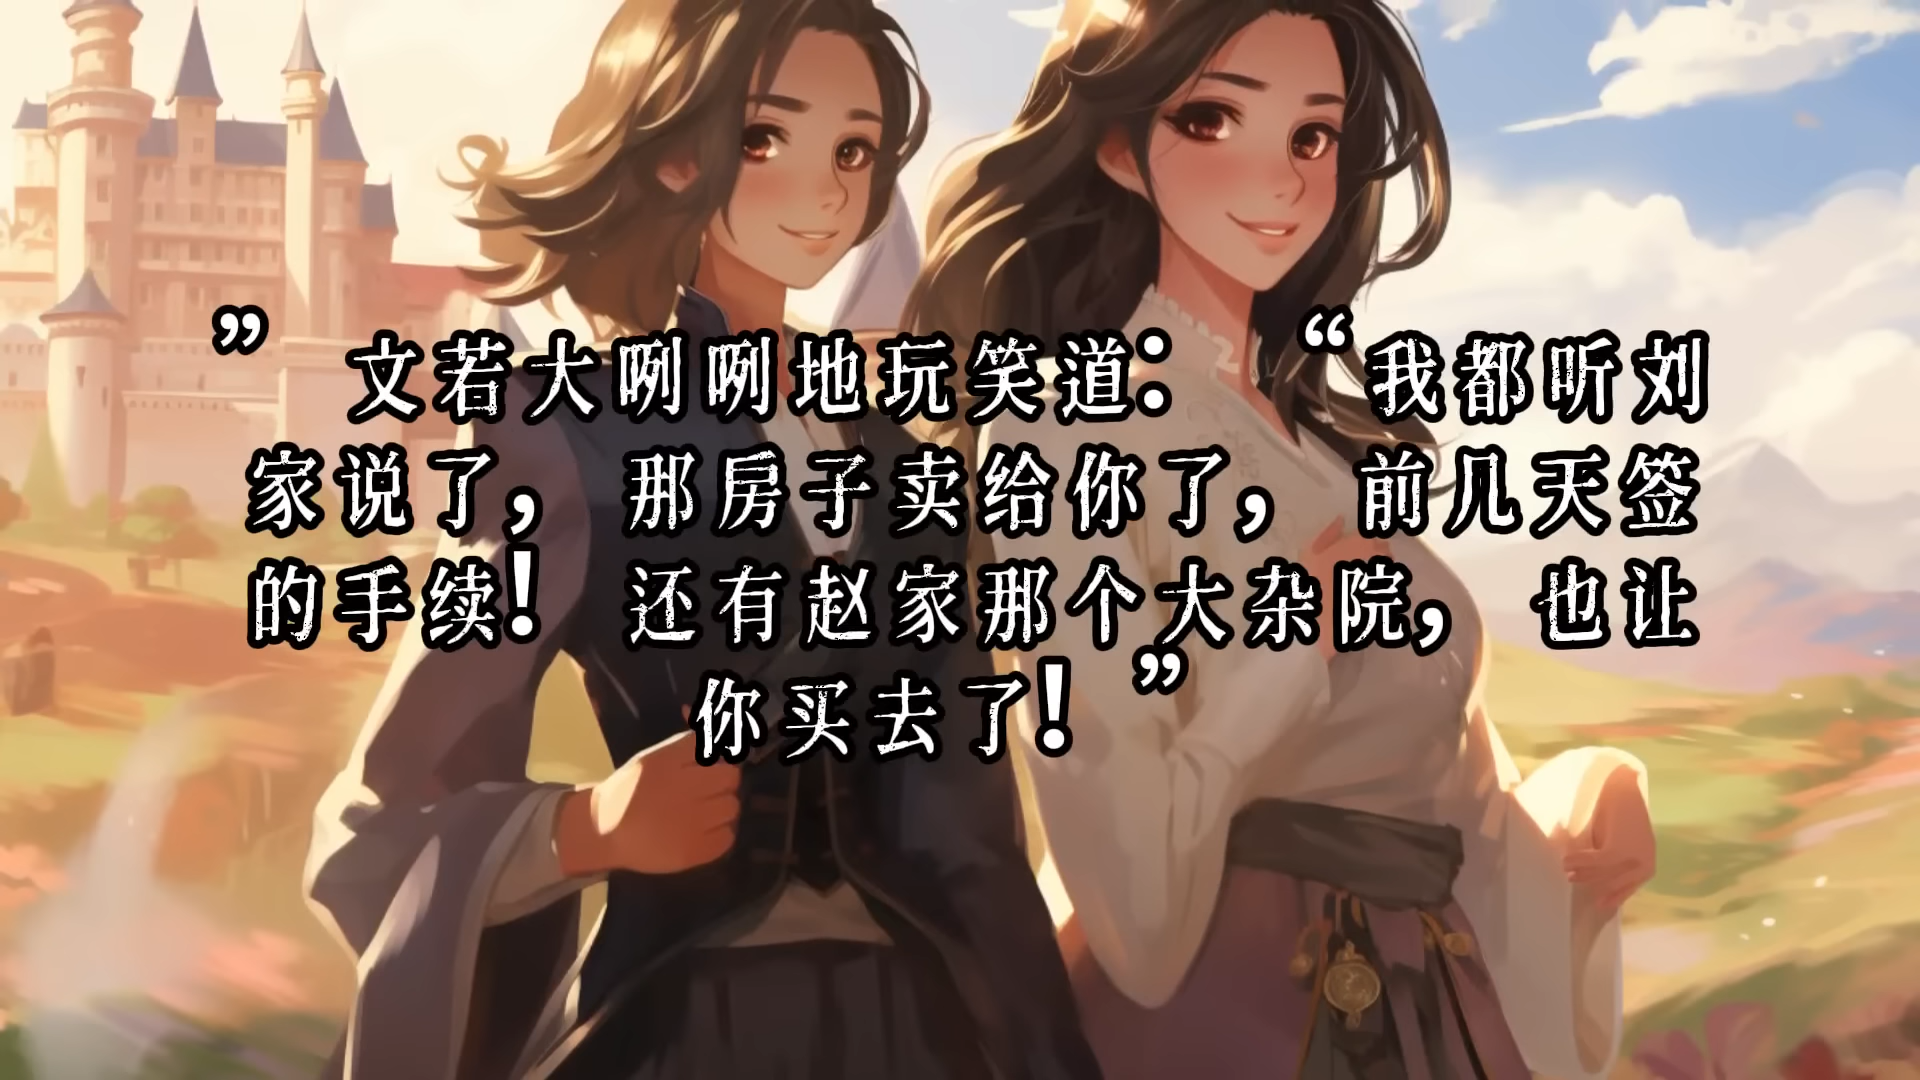 ” 文若大咧咧地玩笑道： “我都听刘
家说了， 那房子卖给你了， 前几天签
的手续！ 还有赵家那个大杂院， 也让
你买去了！ ”